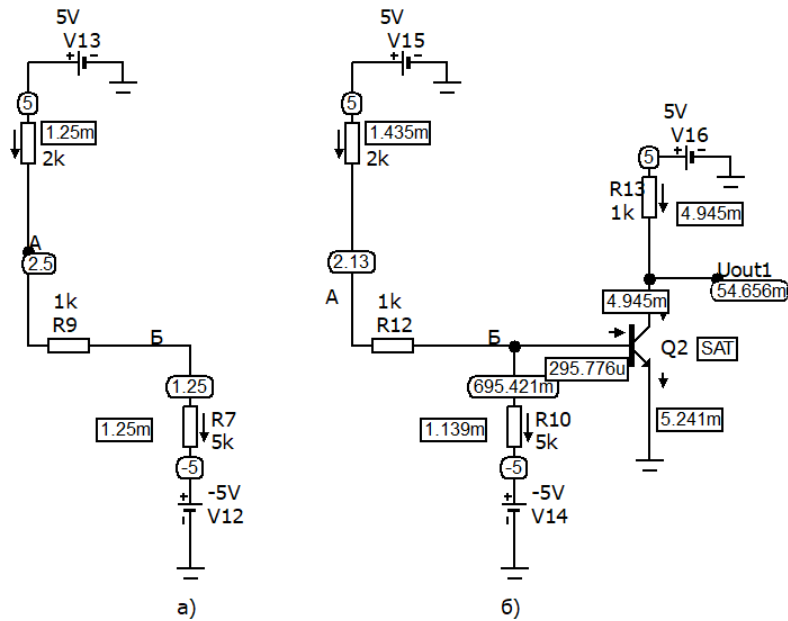 5V
V13
5
1.25m
2k
А
2.5
1k
R9
Б
1.25
R7
1.25m
5k
-5
-5V
V12
а)
5V
V15
5
1.435m
2k
2.13
А
1k
R12
Б
695.421m
R10
1.139m
5k
-5
-5V
V14
5V
V16
5
R13
1k
4.945m
Uout1
54.656m
4.945m
Q2
SAT
295.776u
5.241m
б)